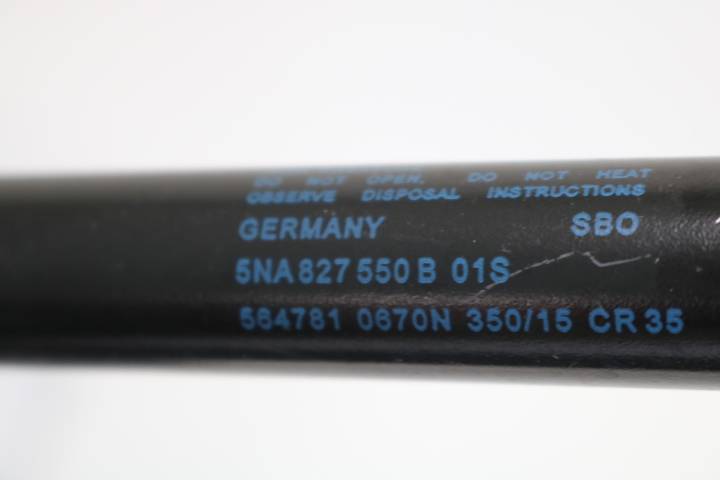 DO NOT OPEN. DO NOT HEAT
OBSERVE DISPOSAL INSTRUCTIONS
GERMANY SBO
5NA 827 550 B 01S
564781 0670N 350/15 CR 35